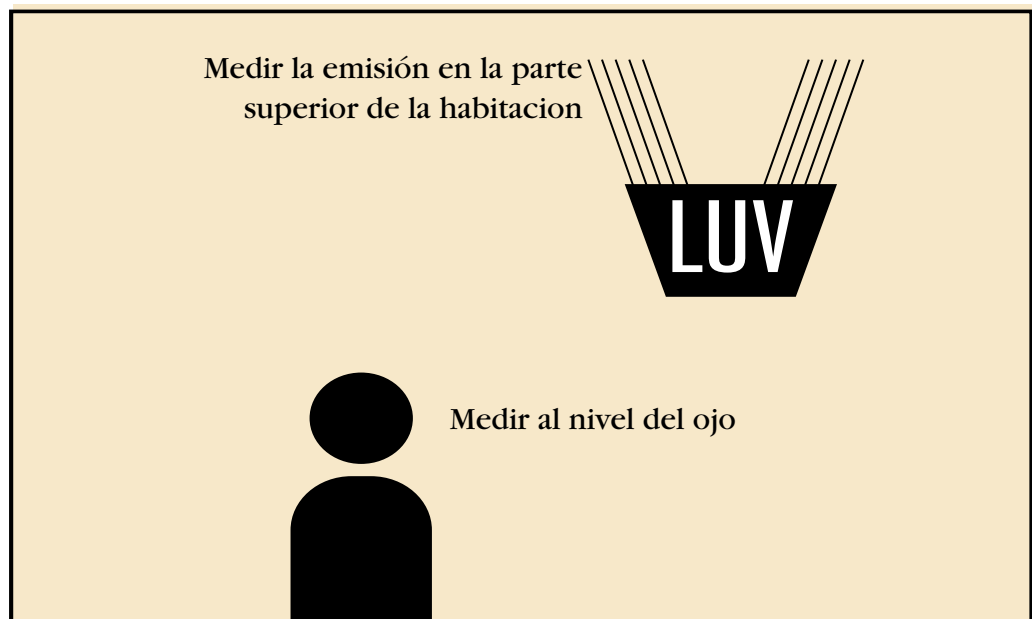 Medir la emisión en la parte
superior de la habitacion
LUV
Medir al nivel del ojo